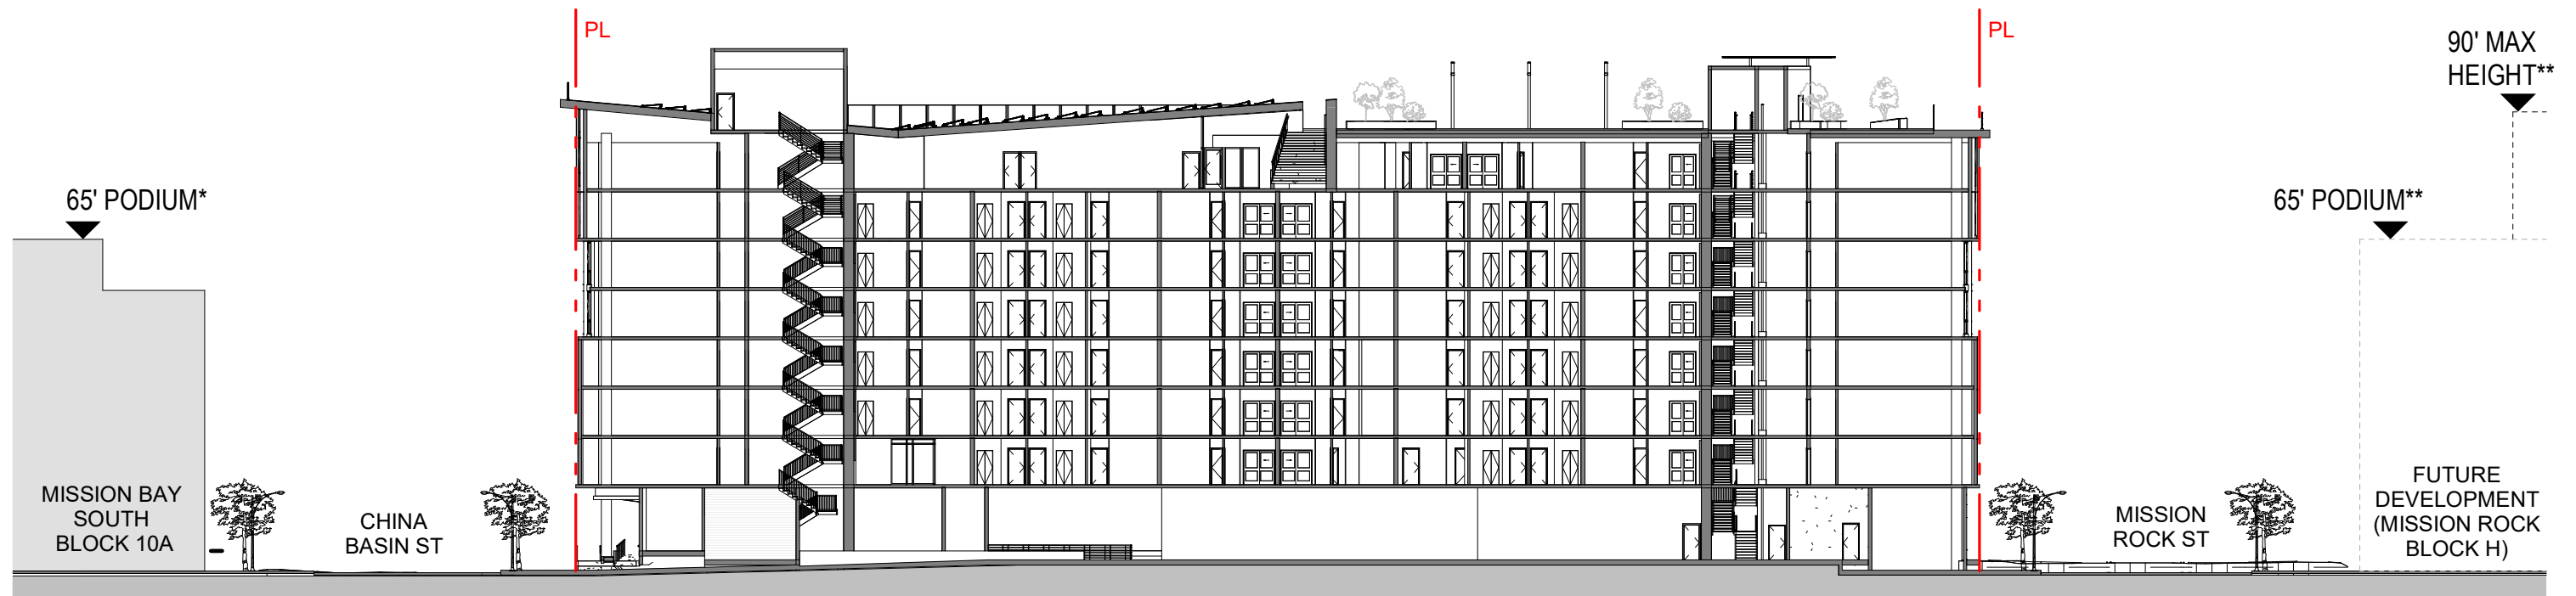 PL
PL
90' MAX
HEIGHT**
65' PODIUM*
65' PODIUM**
MISSION BAY
SOUTH
BLOCK 10A
CHINA
BASIN ST
MISSION
ROCK ST
FUTURE
DEVELOPMENT
(MISSION ROCK
BLOCK H)